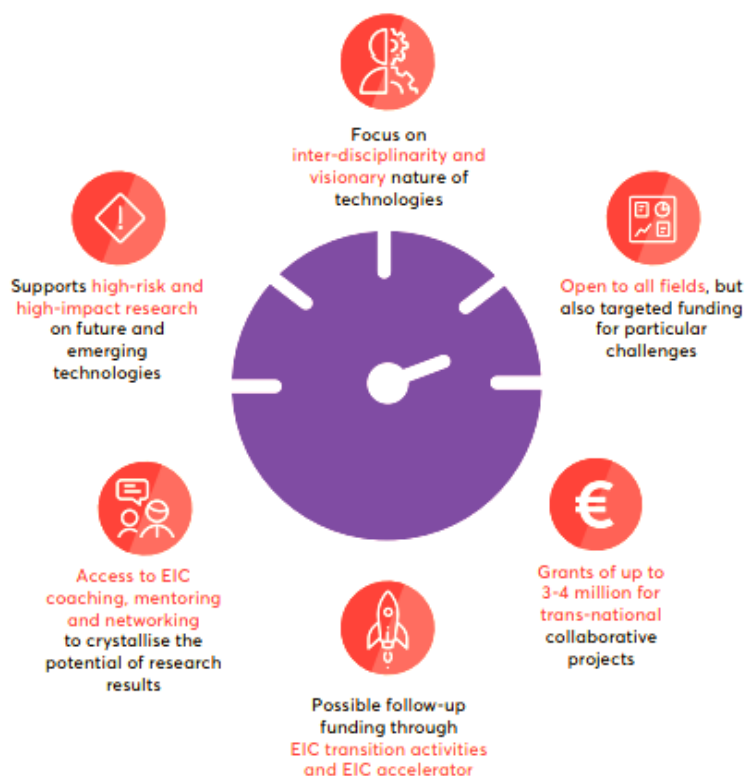 Focus on
inter-disciplinarity and
visionary nature of
technologies
Supports high-risk and
high-impact research
on future and
emerging
technologies
Open to all fields, but
also targeted funding
for particular
challenges
€
Access to EIC
coaching, mentoring
and networking
to crystallise the
potential of research
results
Grants of up to
3-4 million for
trans-national
collaborative
projects
Possible follow-up
funding through
EIC transition activities
and EIC accelerator